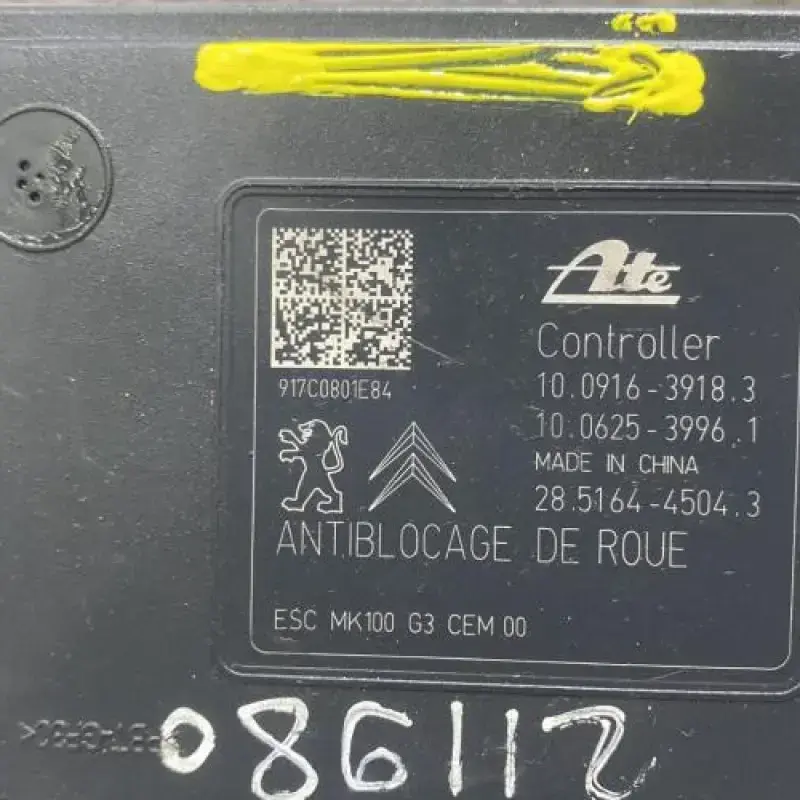 Ate
Controller
10.0916-3918.3
917C0801E84
10.0625-3996.1
MADE IN CHINA
28.5164-4504.3
ANTIBLOCAGE DE ROUE
ESC MK100 G3 CEM 00
086112